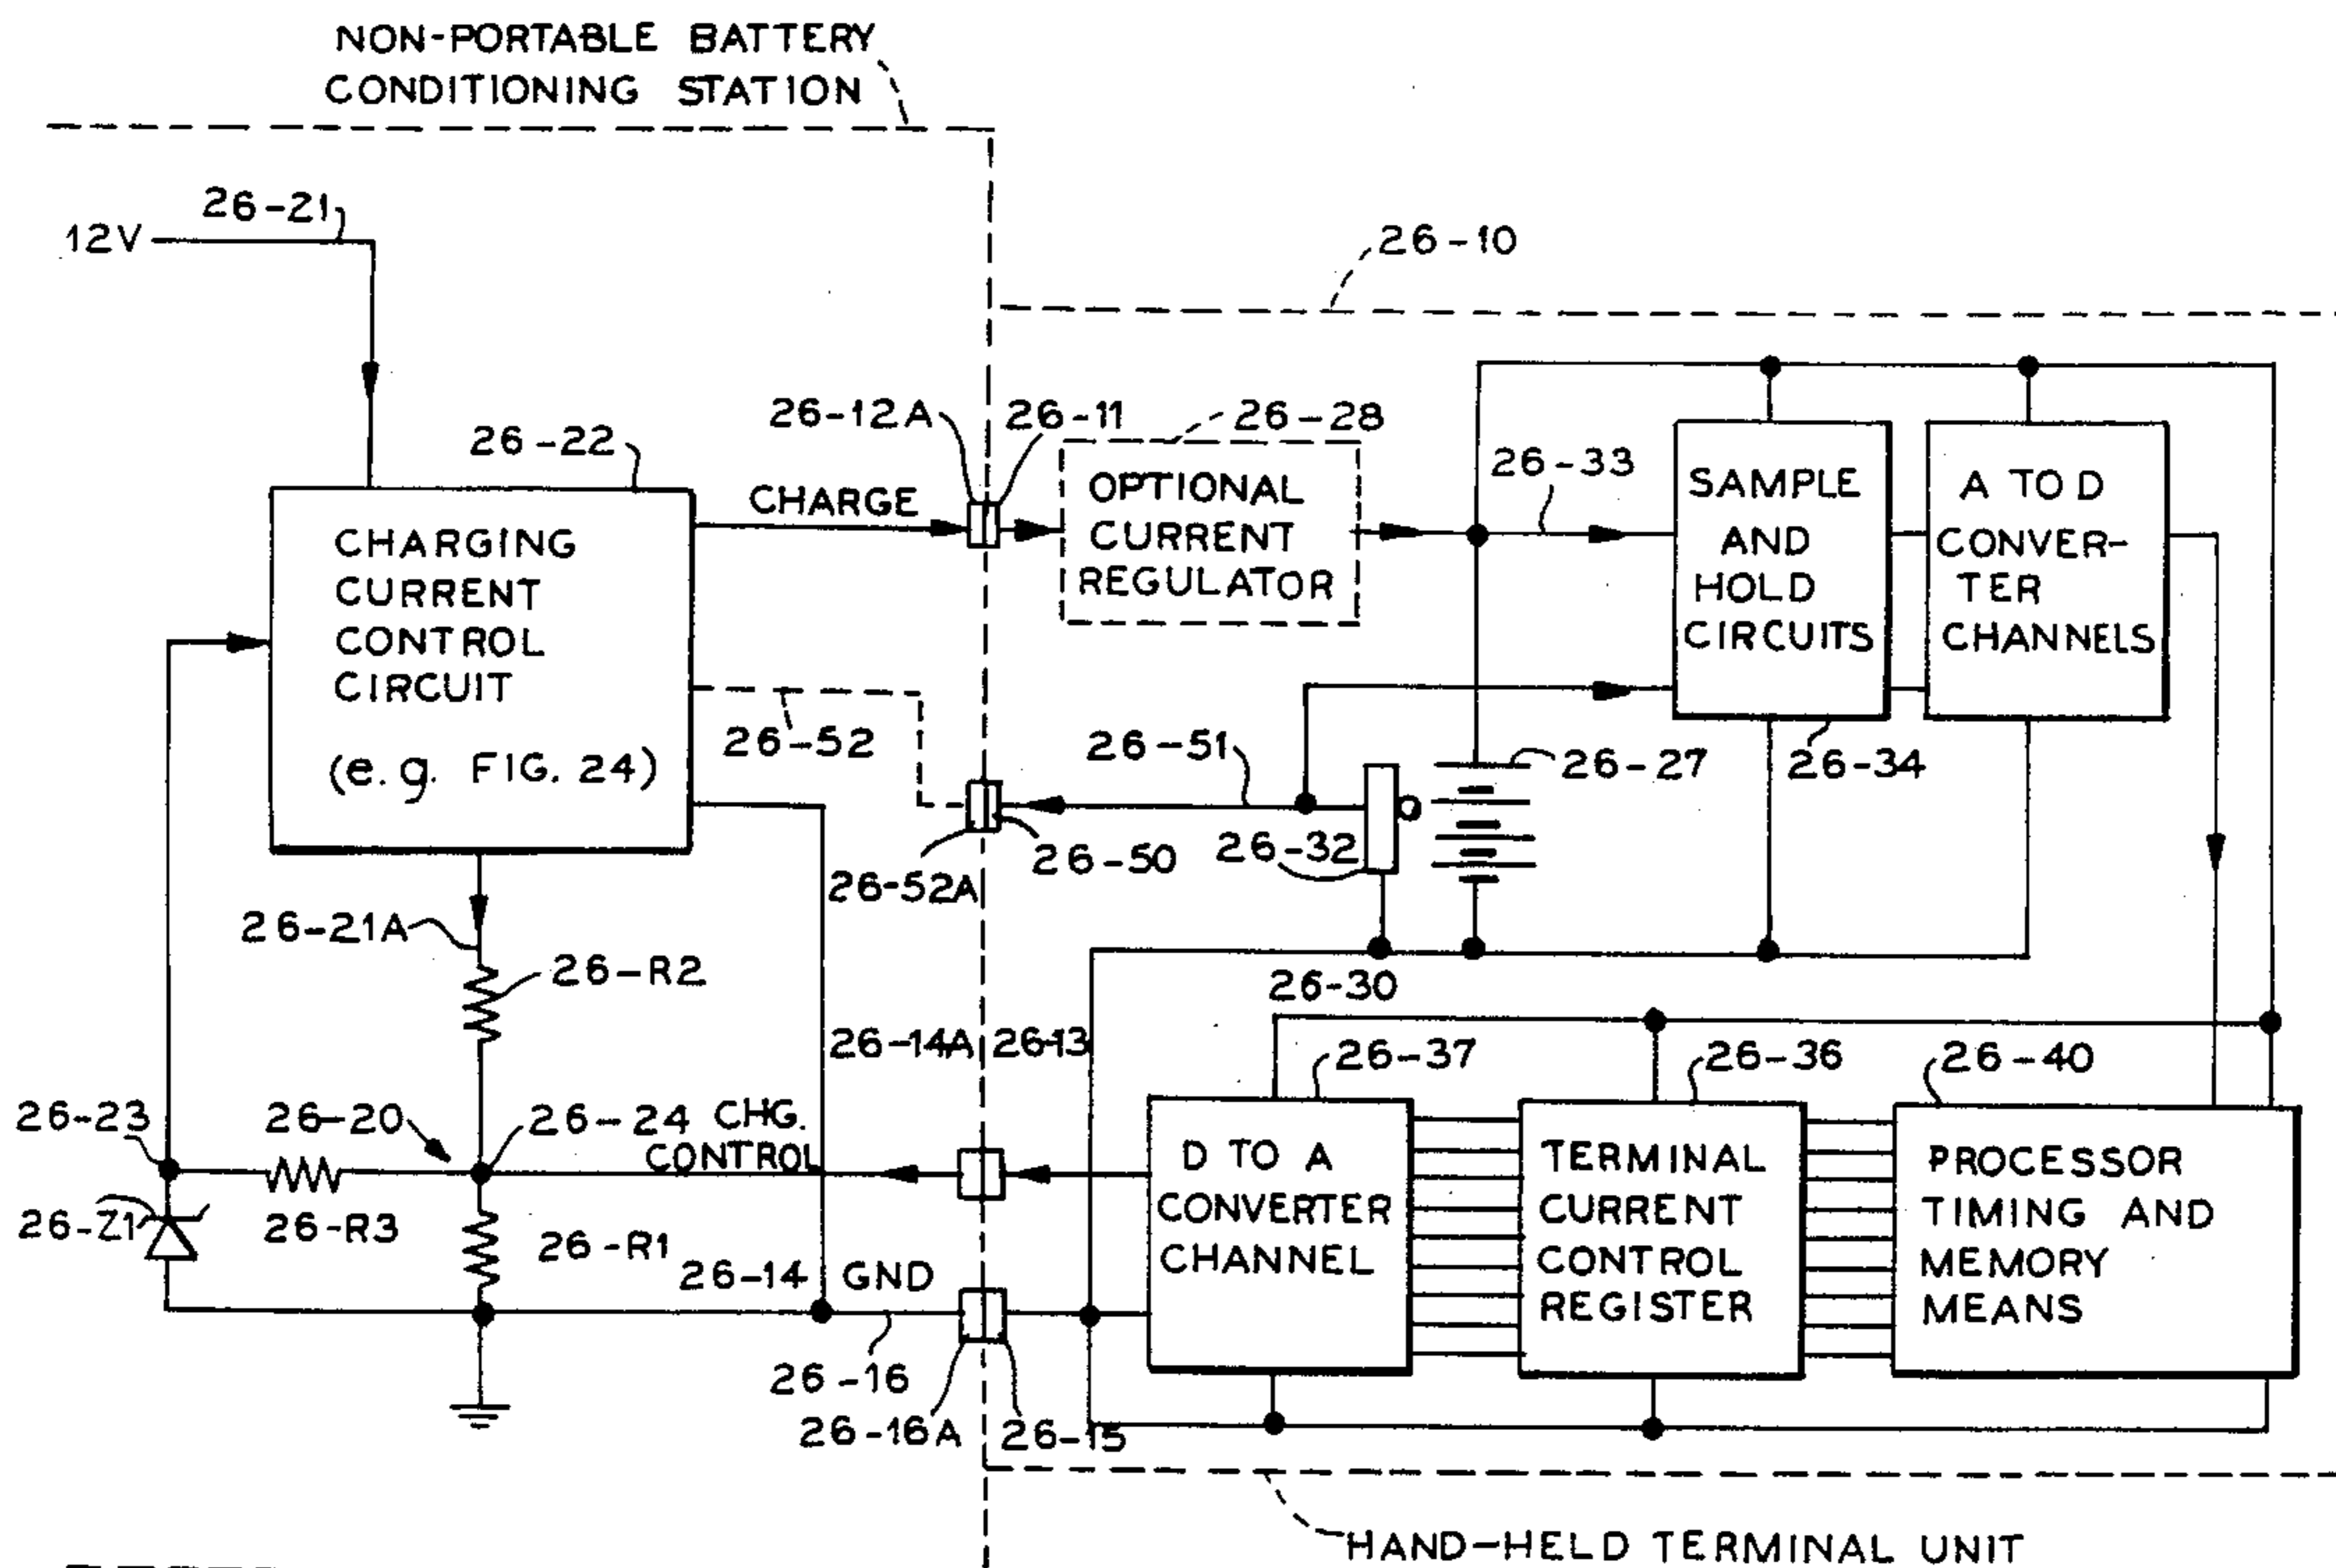 NON-PORTABLE BATTERY
CONDITIONING STATION
26-21
12V
26-10
26-12A
26-11
26-28
26-22
CHARGE
OPTIONAL
CURRENT
REGULATOR
26-33
SAMPLE
AND
HOLD
CIRCUITS
A TO D
CONVER-
TER
CHANNELS
CHARGING
CURRENT
CONTROL
CIRCUIT
(e.g. FIG. 24)
26-52
26-51
26-27
26-34
26-52A
26-50
26-32
26-21A
26-R2
26-30
26-14A
26-13
26-37
26-36
26-40
26-23
26-20
26-24
CHG.
CONTROL
D TO A
CONVERTER
CHANNEL
TERMINAL
CURRENT
CONTROL
REGISTER
PROCESSOR
TIMING AND
MEMORY
MEANS
26-Z1
26-R3
26-R1
26-14
GND
26-16
26-16A
26-15
HAND-HELD TERMINAL UNIT